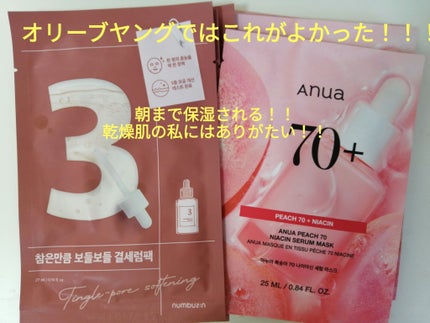 オリーブヤングではこれがよかった！！！
朝まで保湿される！！
乾燥肌の私にはありがたい！！
3
3
참은만큼 보들보들 결세럼팩
Tingle-pore softening
numbuzin
ANUA
70+
PEACH 70 + NIACIN
ANUA PEACH 70
NIACIN SERUM MASK
ANUA MASQUE EN TISSU PÊCHE 70 NIACINE
25 ML / 0.84 FL. OZ.